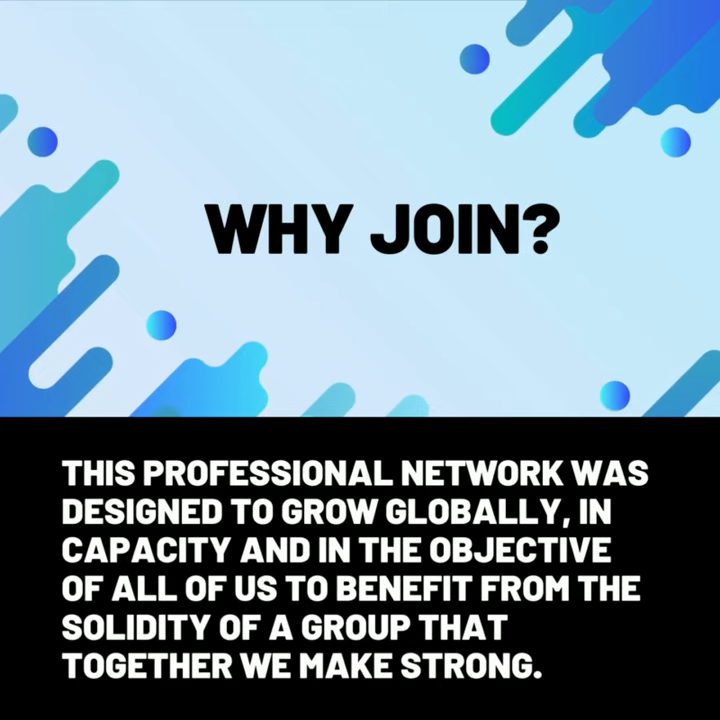 WHY JOIN?
THIS PROFESSIONAL NETWORK WAS
DESIGNED TO GROW GLOBALLY, IN
CAPACITY AND IN THE OBJECTIVE
OF ALL OF US TO BENEFIT FROM THE
SOLIDITY OF A GROUP THAT
TOGETHER WE MAKE STRONG.